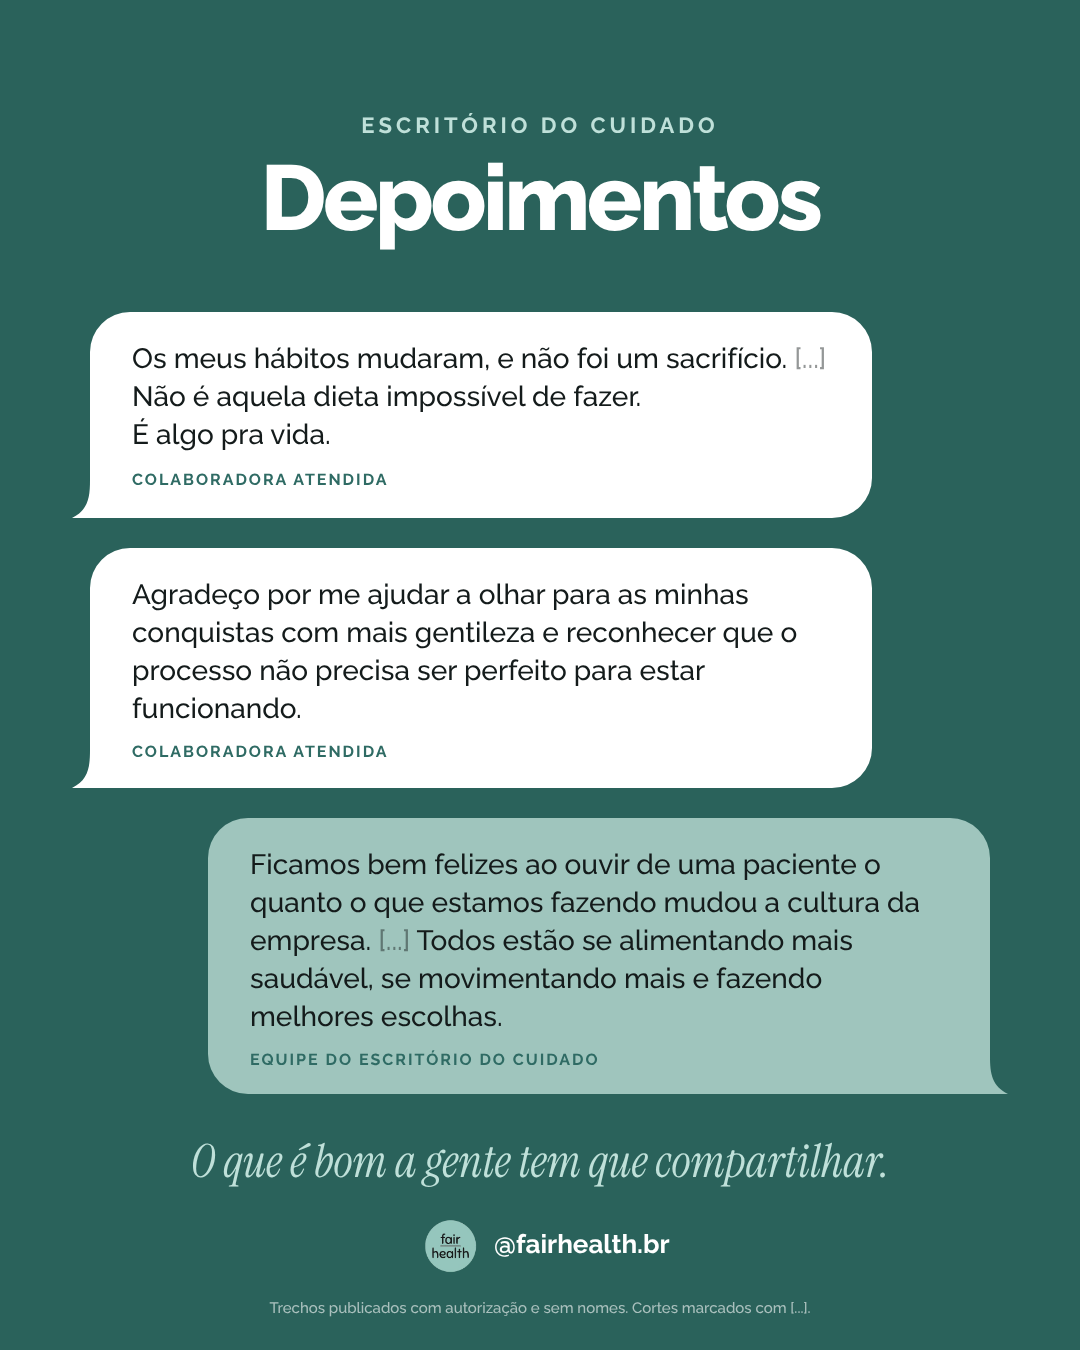 ESCRITÓRIO DO CUIDADO
Depoimentos
Os meus hábitos mudaram, e não foi um sacrifício. [...]
Não é aquela dieta impossível de fazer.
É algo pra vida.
COLABORADORA ATENDIDA
Agradeço por me ajudar a olhar para as minhas
conquistas com mais gentileza e reconhecer que o
processo não precisa ser perfeito para estar
funcionando.
COLABORADORA ATENDIDA
Ficamos bem felizes ao ouvir de uma paciente o
quanto o que estamos fazendo mudou a cultura da
empresa. [...] Todos estão se alimentando mais
saudável, se movimentando mais e fazendo
melhores escolhas.
EQUIPE DO ESCRITÓRIO DO CUIDADO
O que é bom a gente tem que compartilhar.
fair
health
@fairhealth.br
Trechos publicados com autorização e sem nomes. Cortes marcados com [...].